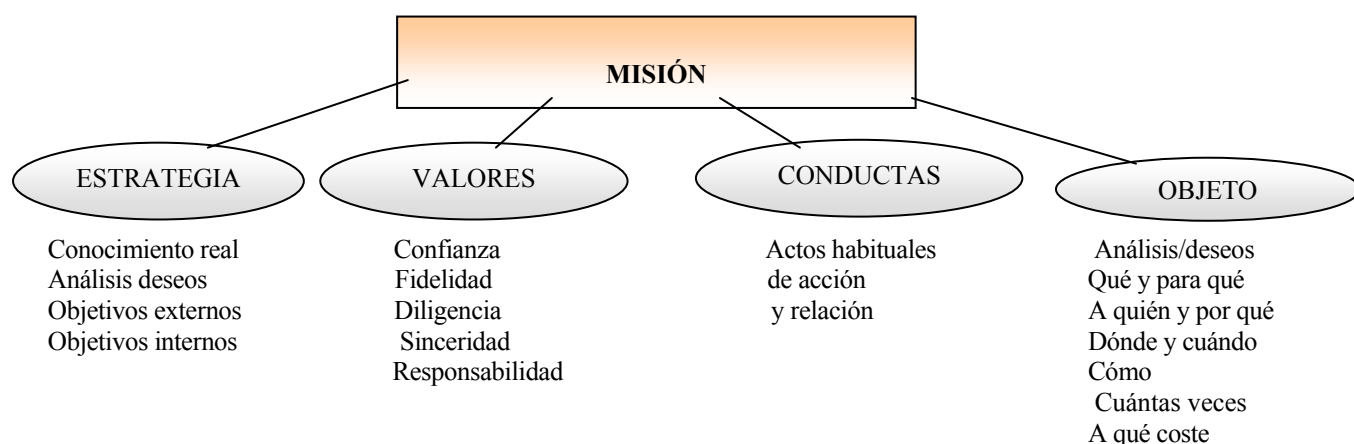 MISIÓN
ESTRATEGIA
Conocimiento real
Análisis deseos
Objetivos externos
Objetivos internos
VALORES
Confianza
Fidelidad
Diligencia
Sinceridad
Responsabilidad
CONDUCTAS
Actos habituales
de acción
y relación
OBJETO
Análisis/deseos
Qué y para qué
A quién y por qué
Dónde y cuándo
Cómo
Cuántas veces
A qué coste